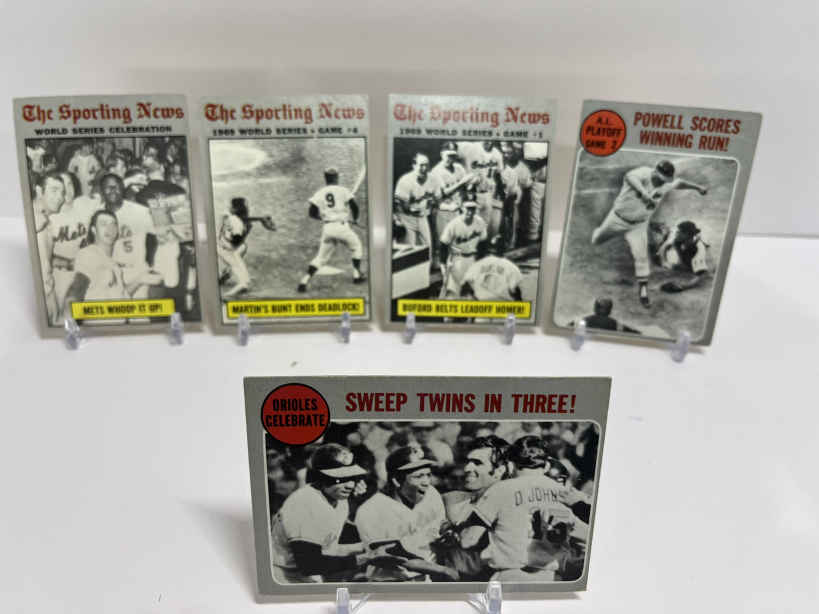 The Sporting News
WORLD SERIES CELEBRATION
Mets
5
METS WHOOP IT UP!
The Sporting News
1969 WORLD SERIES • GAME #4
9
MARTIN'S BUNT ENDS DEADLOCK!
The Sporting News
1969 WORLD SERIES • GAME #1
BUFORD BELTS LEADOFF HOMER!
A.L.
PLAYOFF
GAME 2
POWELL SCORES
WINNING RUN!
ORIOLES
CELEBRATE
SWEEP TWINS IN THREE!
D. JOHNS
15